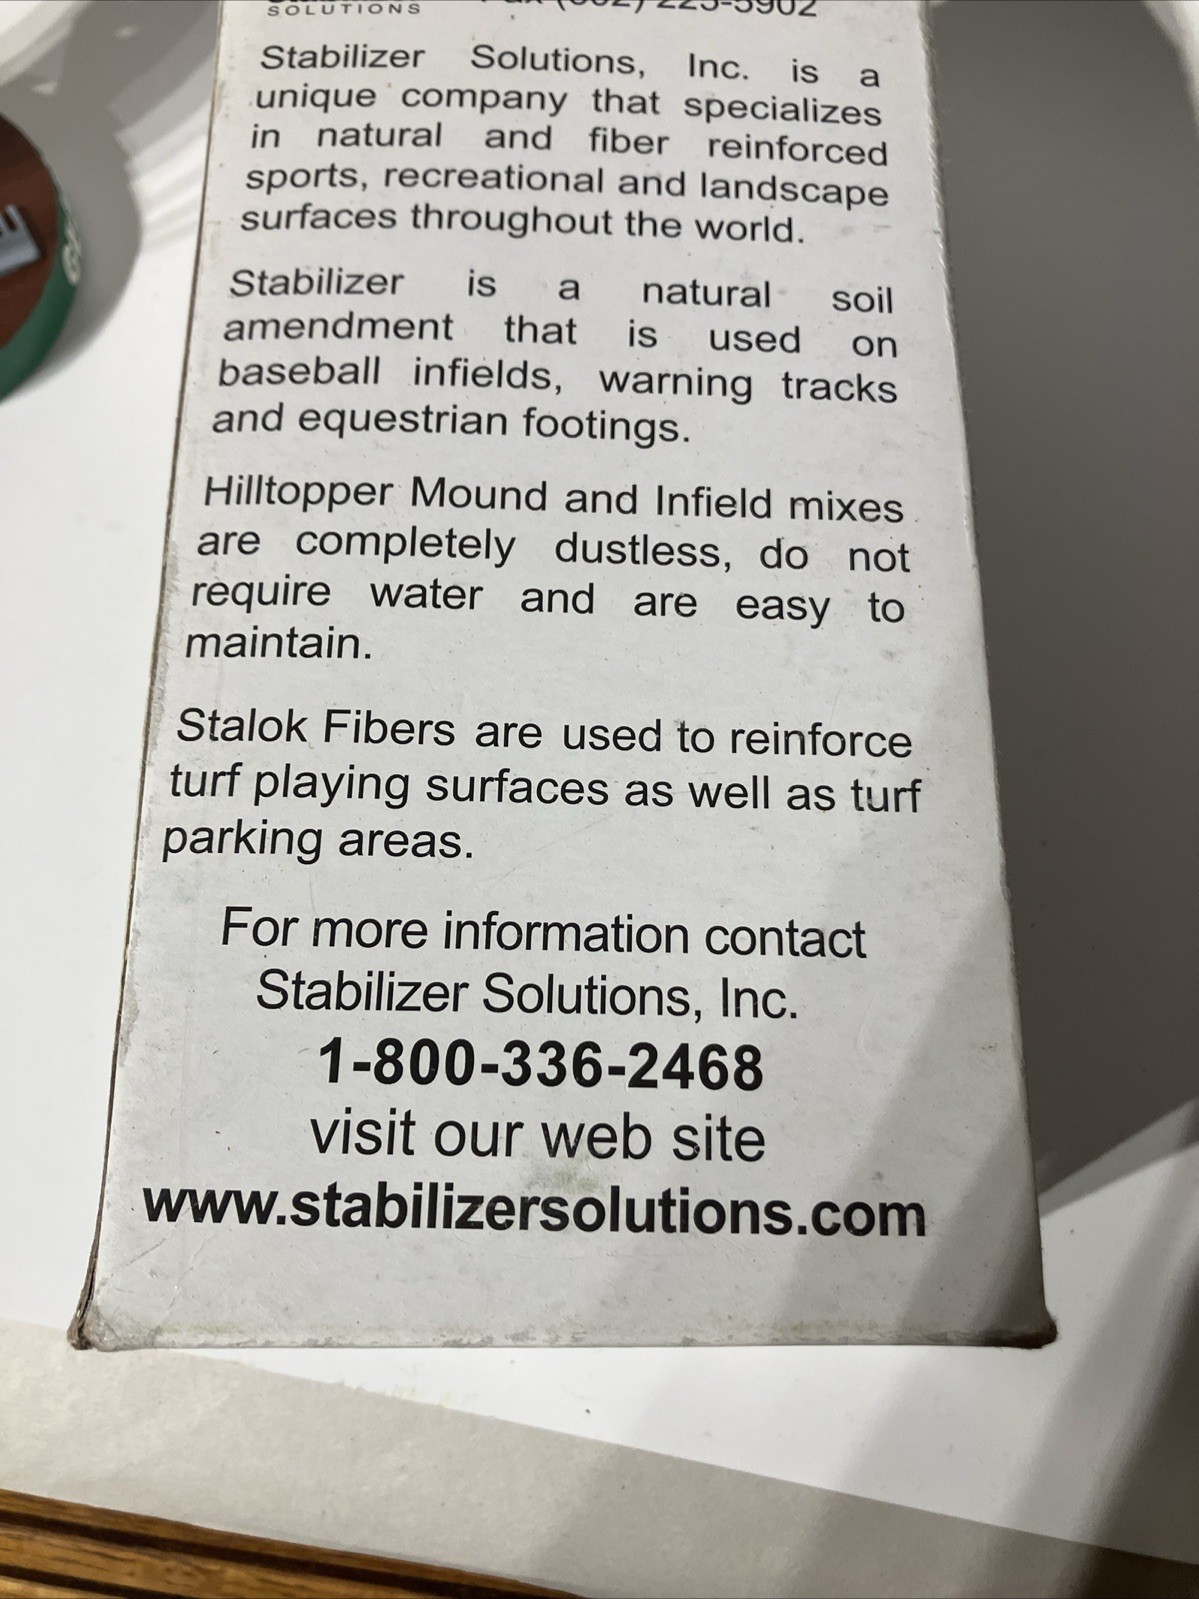 SOLUTIONS
Stabilizer Solutions, Inc. is a
unique company that specializes
in natural and fiber reinforced
sports, recreational and landscape
surfaces throughout the world.
Stabilizer is a natural soil
amendment that is used on
baseball infields, warning tracks
and equestrian footings.
Hilltopper Mound and Infield mixes
are completely dustless, do not
require water and are easy to
maintain.
Stalok Fibers are used to reinforce
turf playing surfaces as well as turf
parking areas.
For more information contact
Stabilizer Solutions, Inc.
1-800-336-2468
visit our web site
www.stabilizersolutions.com